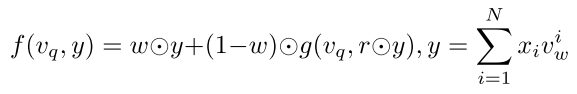 f(v_q, y) = w⊙y+(1−w)⊙g(v_q, r⊙y), y = \sum_{i=1}^{N} x_i v_w^i